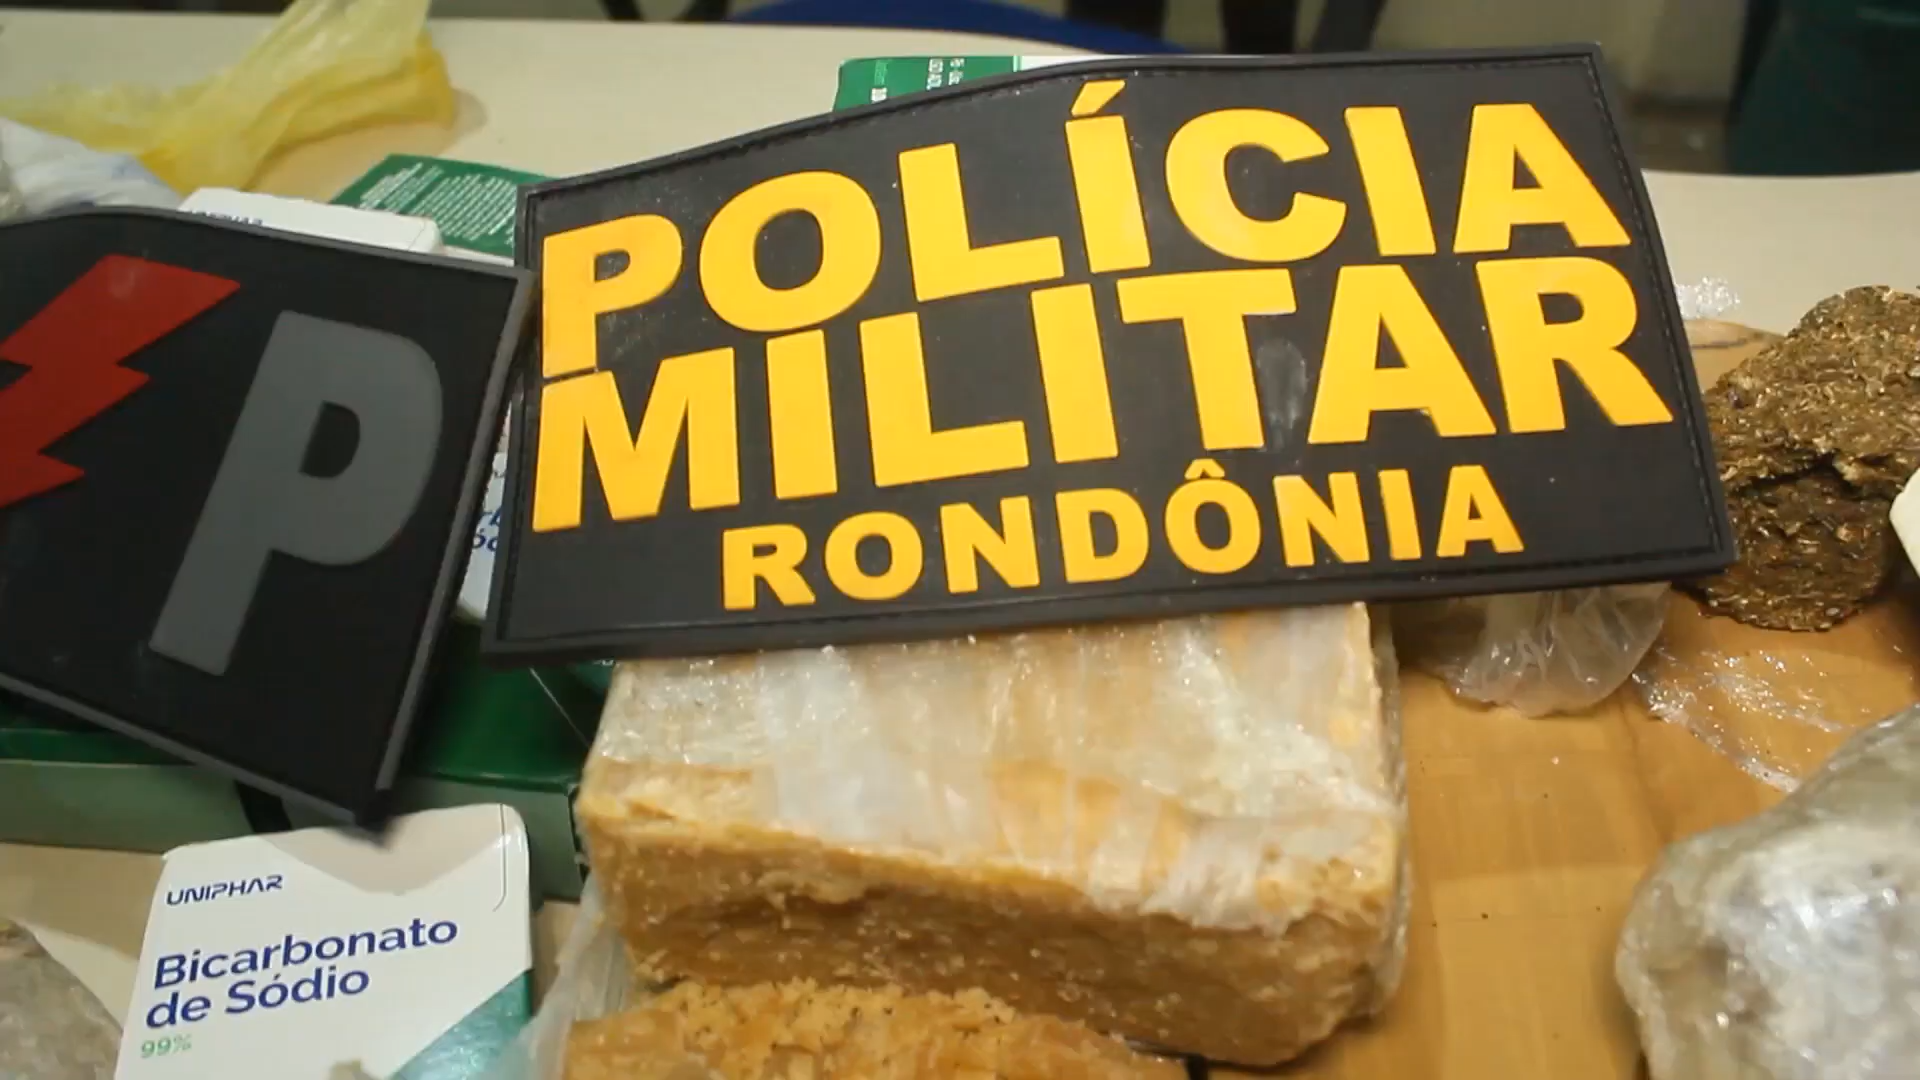 POLÍCIA
MILITAR
RONDÔNIA
P
UNIPHAR
Bicarbonato
de Sódio
99%